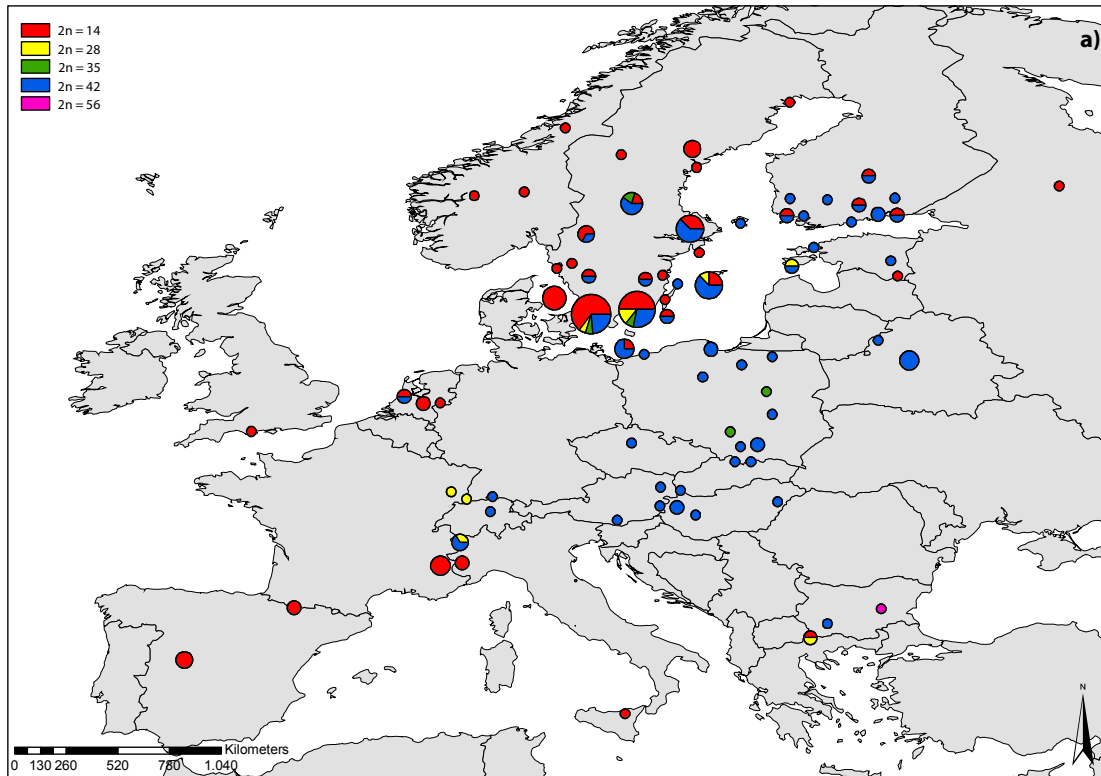 a)
2n = 14
2n = 28
2n = 35
2n = 42
2n = 56
N
Kilometers
0 130 260 520 780 1.040